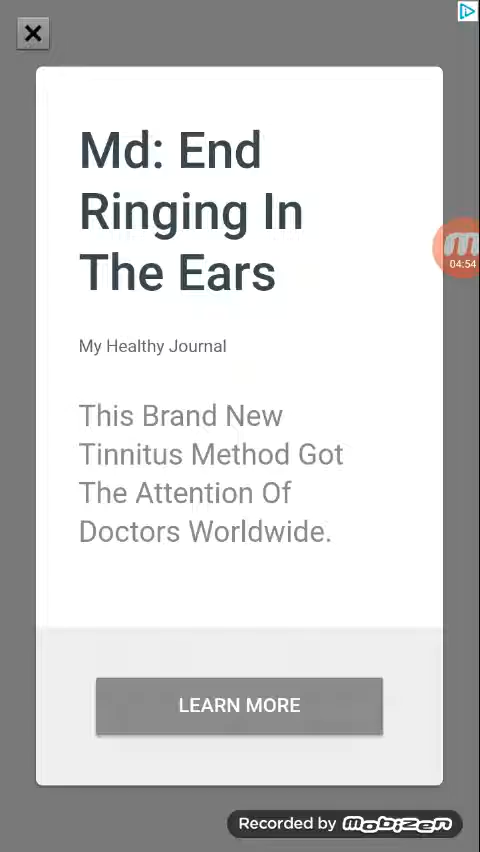 Md: End
Ringing In
The Ears
04:54
My Healthy Journal
This Brand New
Tinnitus Method Got
The Attention Of
Doctors Worldwide.
LEARN MORE
Recorded by mobizen